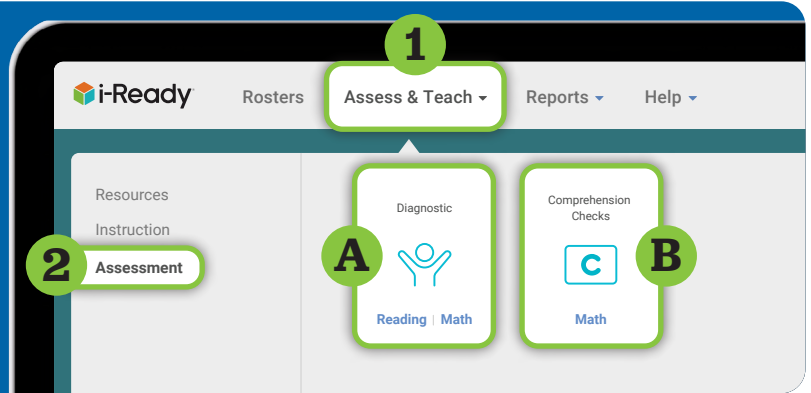 1
i-Ready Rosters Assess & Teach Reports Help
Resources
Instruction
2 Assessment
A
Diagnostic
Reading | Math
Comprehension
Checks
C
B
Math